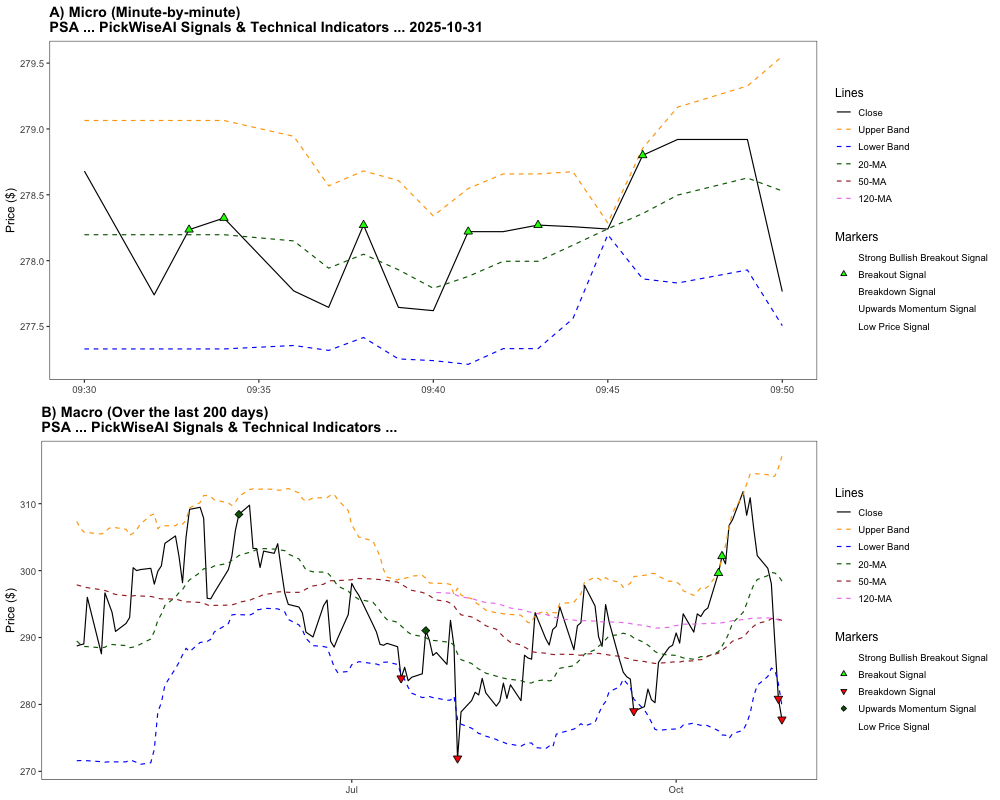 A) Micro (Minute-by-minute)
PSA ... PickWiseAI Signals & Technical Indicators ... 2025-10-31
Price ($)
279.5
279.0
278.5
278.0
277.5
09:30
09:35
09:40
09:45
09:50
Lines
Close
Upper Band
Lower Band
20-MA
50-MA
120-MA
Markers
Strong Bullish Breakout Signal
Breakout Signal
Breakdown Signal
Upwards Momentum Signal
Low Price Signal
B) Macro (Over the last 200 days)
PSA ... PickWiseAI Signals & Technical Indicators ...
Price ($)
310
300
290
280
270
Jul
Oct
Lines
Close
Upper Band
Lower Band
20-MA
50-MA
120-MA
Markers
Strong Bullish Breakout Signal
Breakout Signal
Breakdown Signal
Upwards Momentum Signal
Low Price Signal